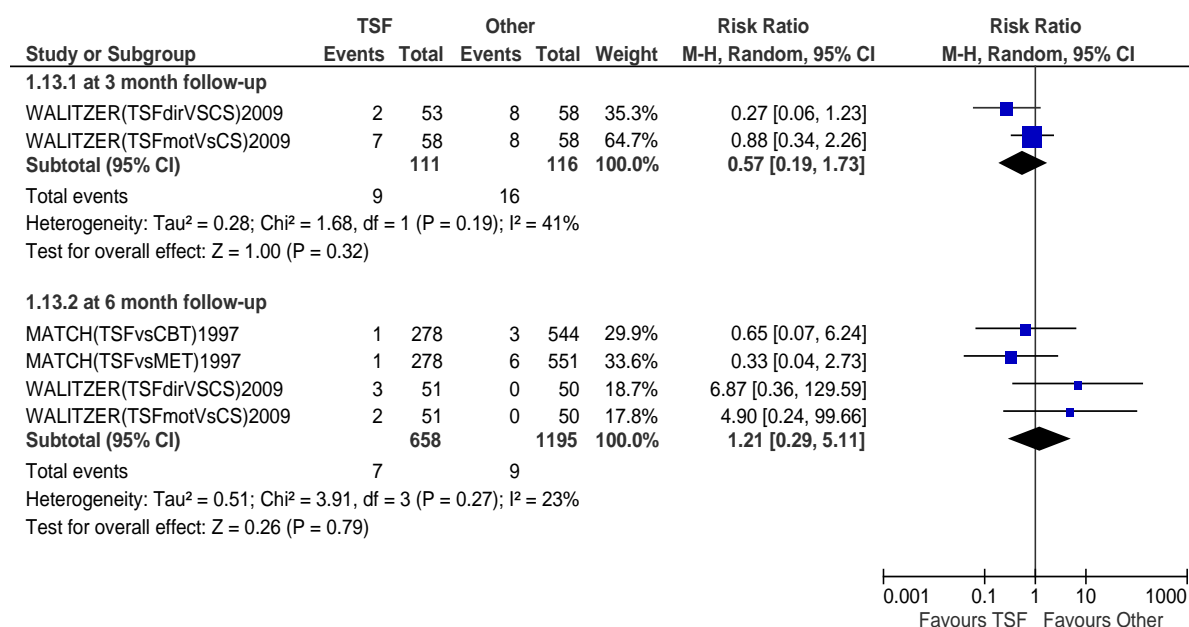 TSF Other Risk Ratio Risk Ratio
Study or Subgroup Events Total Events Total Weight M-H, Random, 95% CI M-H, Random, 95% CI
1.13.1 at 3 month follow-up
WALITZER(TSFdirVSCS)2009 2 53 8 58 35.3% 0.27 [0.06, 1.23]
WALITZER(TSFmotVsCS)2009 7 58 8 58 64.7% 0.88 [0.34, 2.26]
Subtotal (95% CI) 111 116 100.0% 0.57 [0.19, 1.73]
Total events 9 16
Heterogeneity: Tau² = 0.28; Chi² = 1.68, df = 1 (P = 0.19); I² = 41%
Test for overall effect: Z = 1.00 (P = 0.32)
1.13.2 at 6 month follow-up
MATCH(TSFvsCBT)1997 1 278 3 544 29.9% 0.65 [0.07, 6.24]
MATCH(TSFvsMET)1997 1 278 6 551 33.6% 0.33 [0.04, 2.73]
WALITZER(TSFdirVSCS)2009 3 51 0 50 18.7% 6.87 [0.36, 129.59]
WALITZER(TSFmotVsCS)2009 2 51 0 50 17.8% 4.90 [0.24, 99.66]
Subtotal (95% CI) 658 1195 100.0% 1.21 [0.29, 5.11]
Total events 7 9
Heterogeneity: Tau² = 0.51; Chi² = 3.91, df = 3 (P = 0.27); I² = 23%
Test for overall effect: Z = 0.26 (P = 0.79)
0.001 0.1 1 10 1000
Favours TSF Favours Other